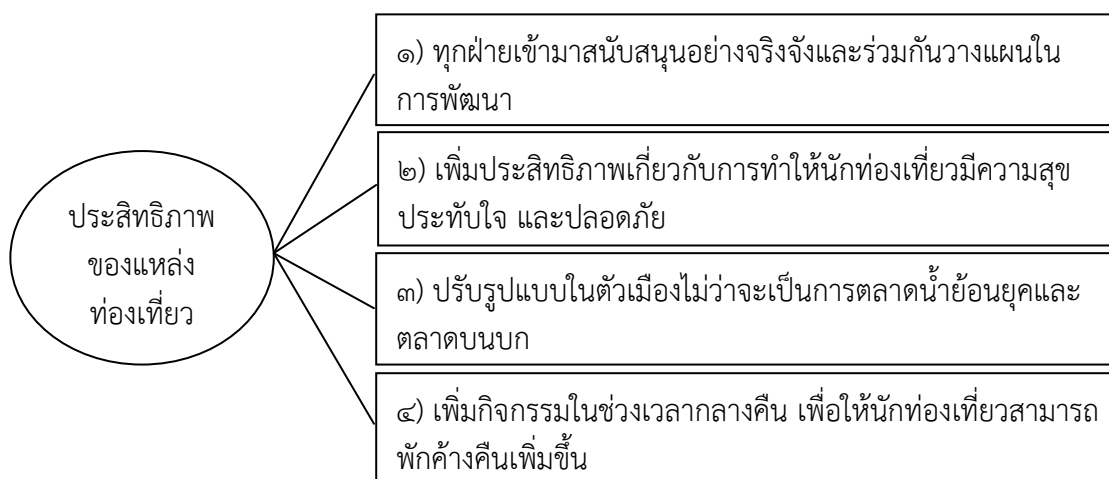 ประสิทธิภาพ
ของแหล่ง
ท่องเที่ยว
๑) ทุกฝ่ายเข้ามาสนับสนุนอย่างจริงจังและร่วมกันวางแผนใน
การพัฒนา
๒) เพิ่มประสิทธิภาพเกี่ยวกับการทำให้นักท่องเที่ยวมีความสุข
ประทับใจ และปลอดภัย
๓) ปรับรูปแบบในตัวเมืองไม่ว่าจะเป็นการตลาดน้ำย้อนยุคและ
ตลาดบนบก
๔) เพิ่มกิจกรรมในช่วงเวลากลางคืน เพื่อให้นักท่องเที่ยวสามารถ
พักค้างคืนเพิ่มขึ้น